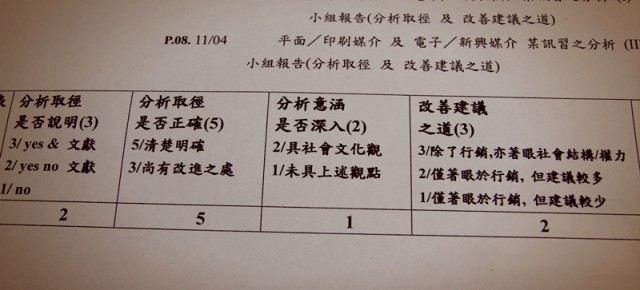 小組報告(分析取徑 及 改善建議之道)
P.08. 11/04 平面／印刷媒介 及 電子／新興媒介 某訊習之分析 (II
小組報告(分析取徑 及 改善建議之道)
分析取徑
是否說明(3)
3/ yes & 文獻
2/ yes no 文獻
1/ no
2
分析取徑
是否正確(5)
5/清楚明確
3/尚有改進之處
5
分析意涵
是否深入(2)
2/具社會文化觀
1/未具上述觀點
1
改善建議
之道(3)
3/除了行銷,亦著眼社會結構/權力
2/僅著眼於行銷, 但建議較多
1/僅著眼於行銷, 但建議較少
2